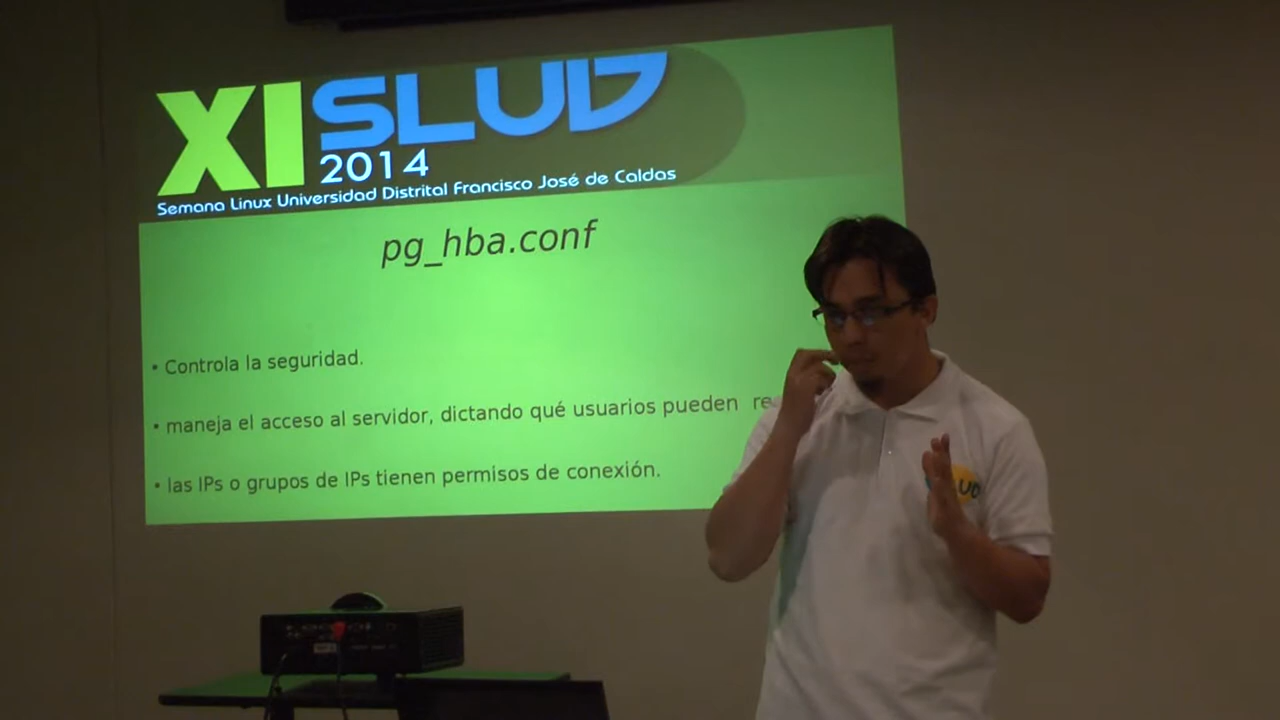 XI SLUD
2014
Semana Linux Universidad Distrital Francisco José de Caldas
pg_hba.conf
• Controla la seguridad.
• maneja el acceso al servidor, dictando qué usuarios pueden
• las IPs o grupos de IPs tienen permisos de conexión.